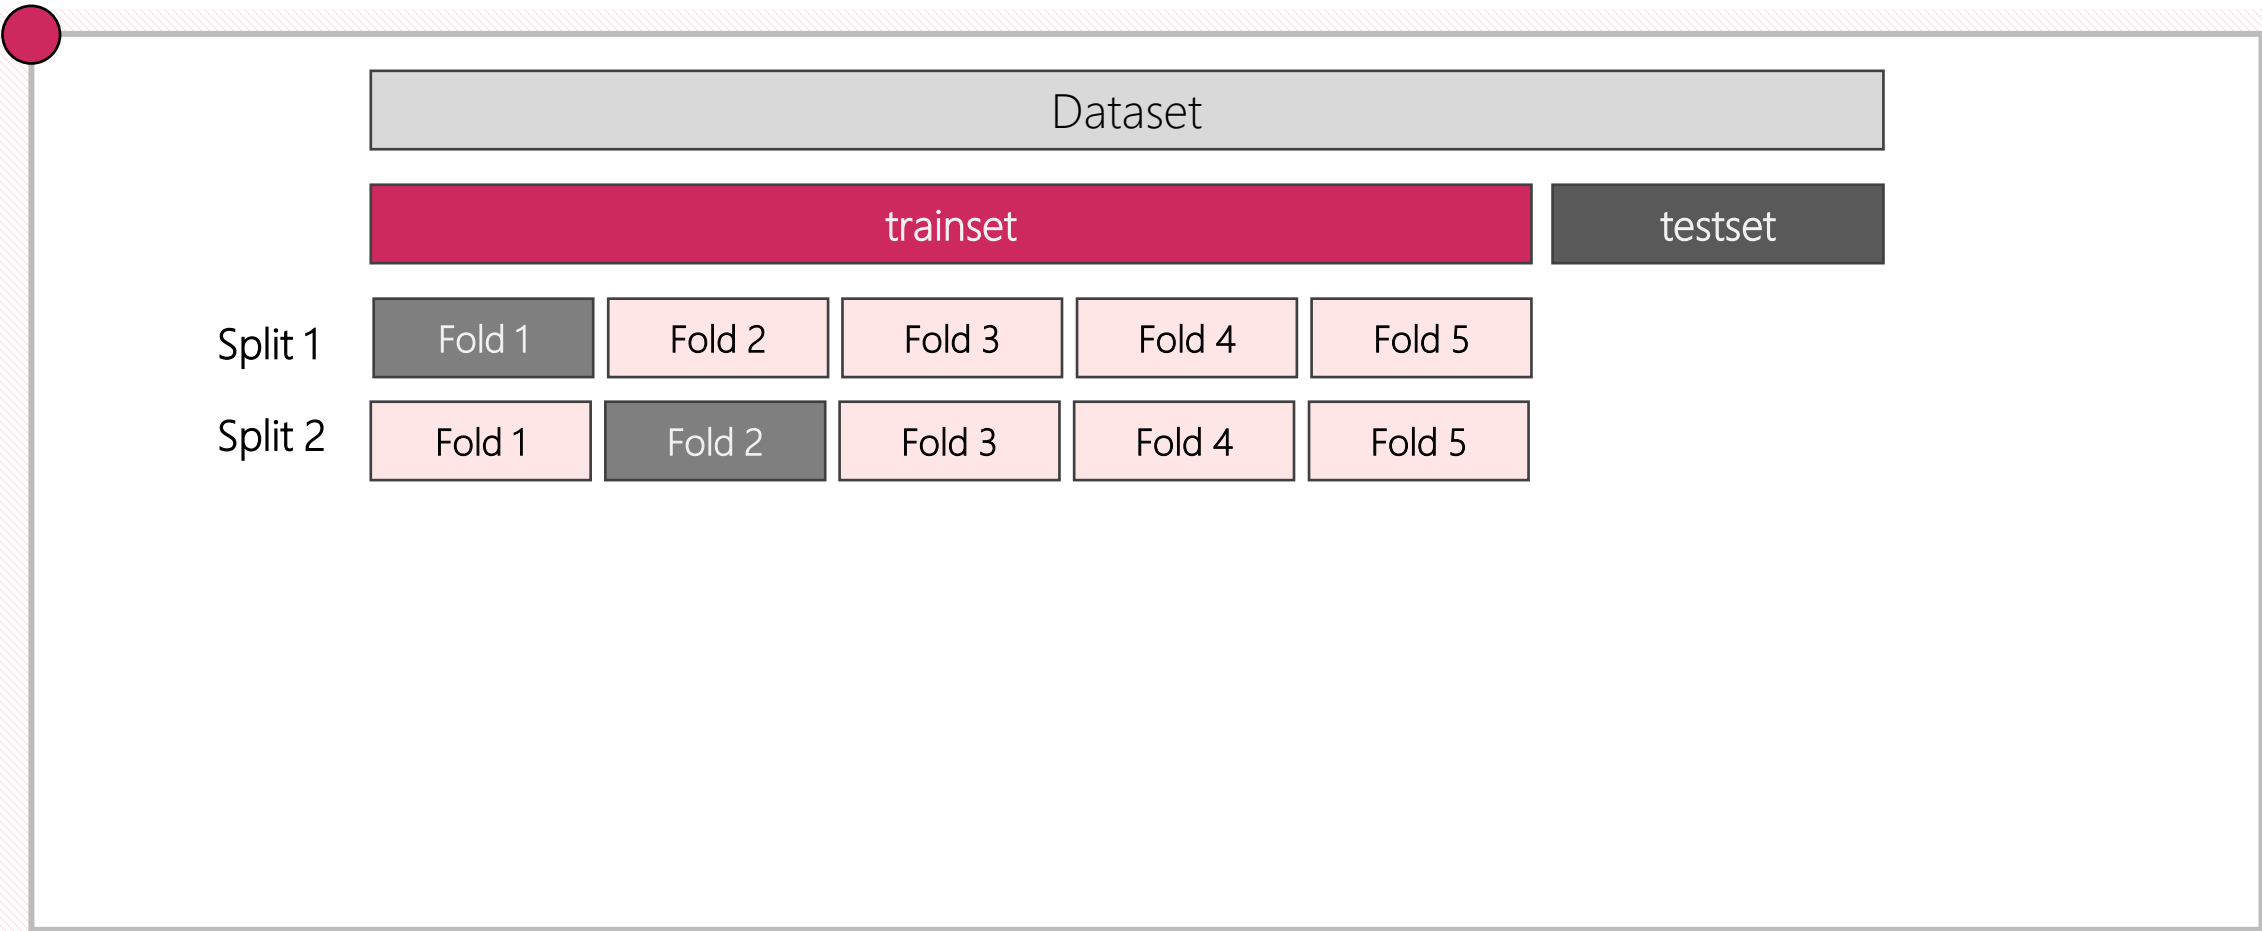 Dataset
trainset testset
Split 1 Fold 1 Fold 2 Fold 3 Fold 4 Fold 5
Split 2 Fold 1 Fold 2 Fold 3 Fold 4 Fold 5